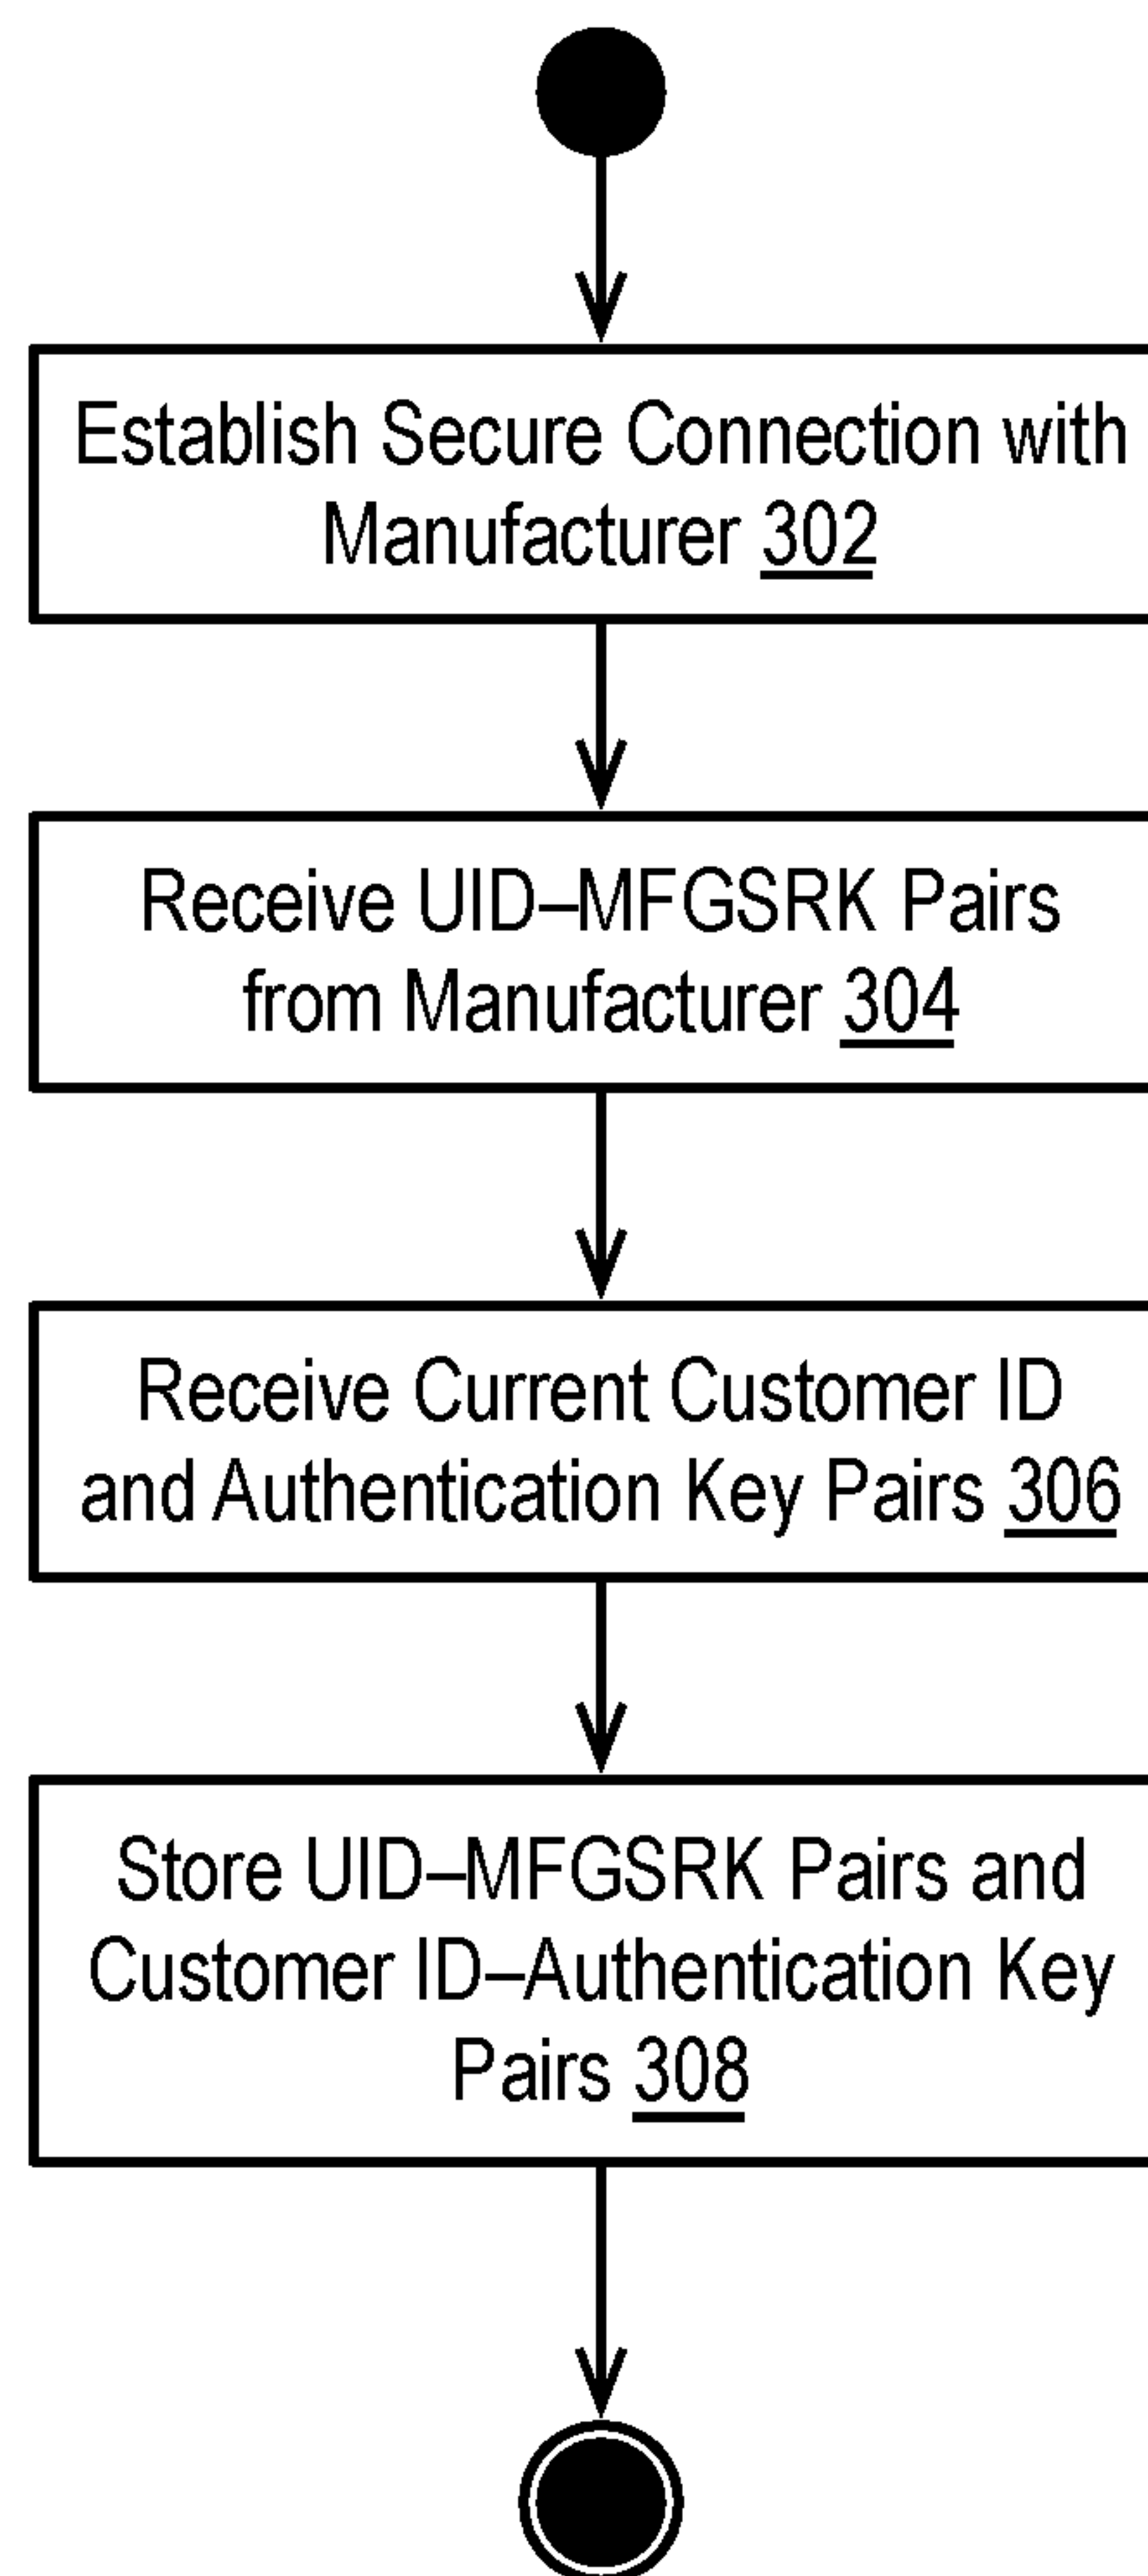 Establish Secure Connection with
Manufacturer 302
Receive UID–MFGSRK Pairs
from Manufacturer 304
Receive Current Customer ID
and Authentication Key Pairs 306
Store UID–MFGSRK Pairs and
Customer ID–Authentication Key
Pairs 308